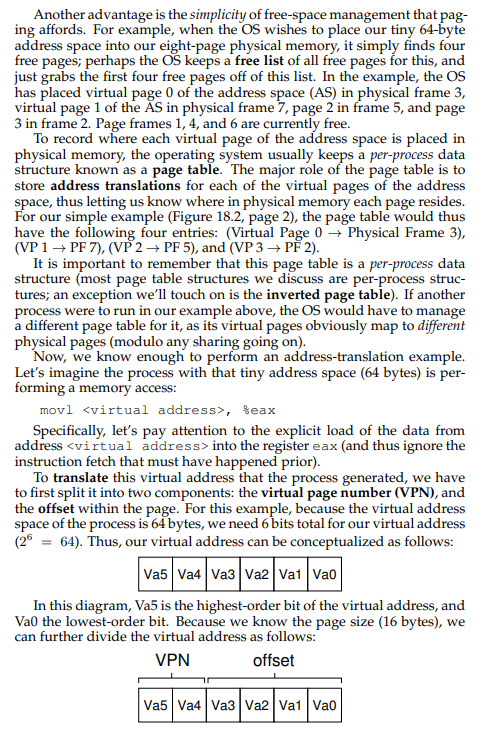 Another advantage is the simplicity of free-space management that pag-
ing affords. For example, when the OS wishes to place our tiny 64-byte
address space into our eight-page physical memory, it simply finds four
free pages; perhaps the OS keeps a free list of all free pages for this, and
just grabs the first four free pages off of this list. In the example, the OS
has placed virtual page 0 of the address space (AS) in physical frame 3,
virtual page 1 of the AS in physical frame 7, page 2 in frame 5, and page
3 in frame 2. Page frames 1, 4, and 6 are currently free.
To record where each virtual page of the address space is placed in
physical memory, the operating system usually keeps a per-process data
structure known as a page table. The major role of the page table is to
store address translations for each of the virtual pages of the address
space, thus letting us know where in physical memory each page resides.
For our simple example (Figure 18.2, page 2), the page table would thus
have the following four entries: (Virtual Page 0 → Physical Frame 3),
(VP 1 → PF 7), (VP 2 → PF 5), and (VP 3 → PF 2).
It is important to remember that this page table is a per-process data
structure (most page table structures we discuss are per-process struc-
tures; an exception we'll touch on is the inverted page table). If another
process were to run in our example above, the OS would have to manage
a different page table for it, as its virtual pages obviously map to different
physical pages (modulo any sharing going on).
Now, we know enough to perform an address-translation example.
Let's imagine the process with that tiny address space (64 bytes) is per-
forming a memory access:
movl <virtual address>, %eax
Specifically, let's pay attention to the explicit load of the data from
address <virtual address> into the register eax (and thus ignore the
instruction fetch that must have happened prior).
To translate this virtual address that the process generated, we have
to first split it into two components: the virtual page number (VPN), and
the offset within the page. For this example, because the virtual address
space of the process is 64 bytes, we need 6 bits total for our virtual address
(2⁶ = 64). Thus, our virtual address can be conceptualized as follows:
Va5 Va4 Va3 Va2 Va1 Va0
In this diagram, Va5 is the highest-order bit of the virtual address, and
Va0 the lowest-order bit. Because we know the page size (16 bytes), we
can further divide the virtual address as follows:
VPN offset
Va5 Va4 Va3 Va2 Va1 Va0